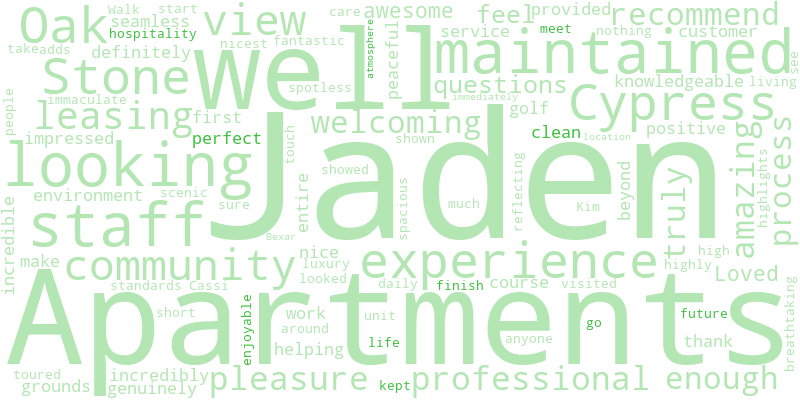 Walk start care awesome feel provided recommend
Oak seamless view
hospitality nicest fantastic service meet customer
takeadds definitely atmosphere peaceful maintained nothing
Stone Well questions knowledgeable living see
immaculate spotless immediately Cypress
people leasing first welcoming golf
impressed perfect touch shown clean location positive
looking Jaden showed much reflecting beyond truly amazing highlights process
environment scenic entire spacious Kim
staff sure Bexar
incredible community nice experience high
make luxury highly Loved
standards Cassi looked daily finish course visited breathtaking
Apartments
short enjoyable work unit go future
around life anyone thank
toured helping
grounds incredibly pleasure kept professional enough
genuinely